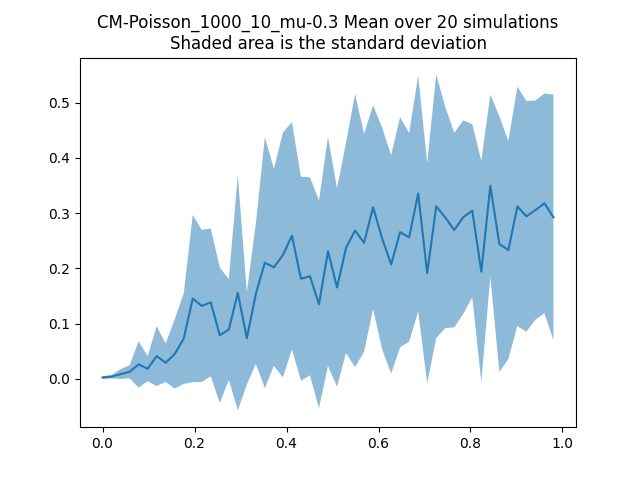 CM-Poisson_1000_10_mu-0.3 Mean over 20 simulations
Shaded area is the standard deviation
0.5
0.4
0.3
0.2
0.1
0.0
0.0 0.2 0.4 0.6 0.8 1.0